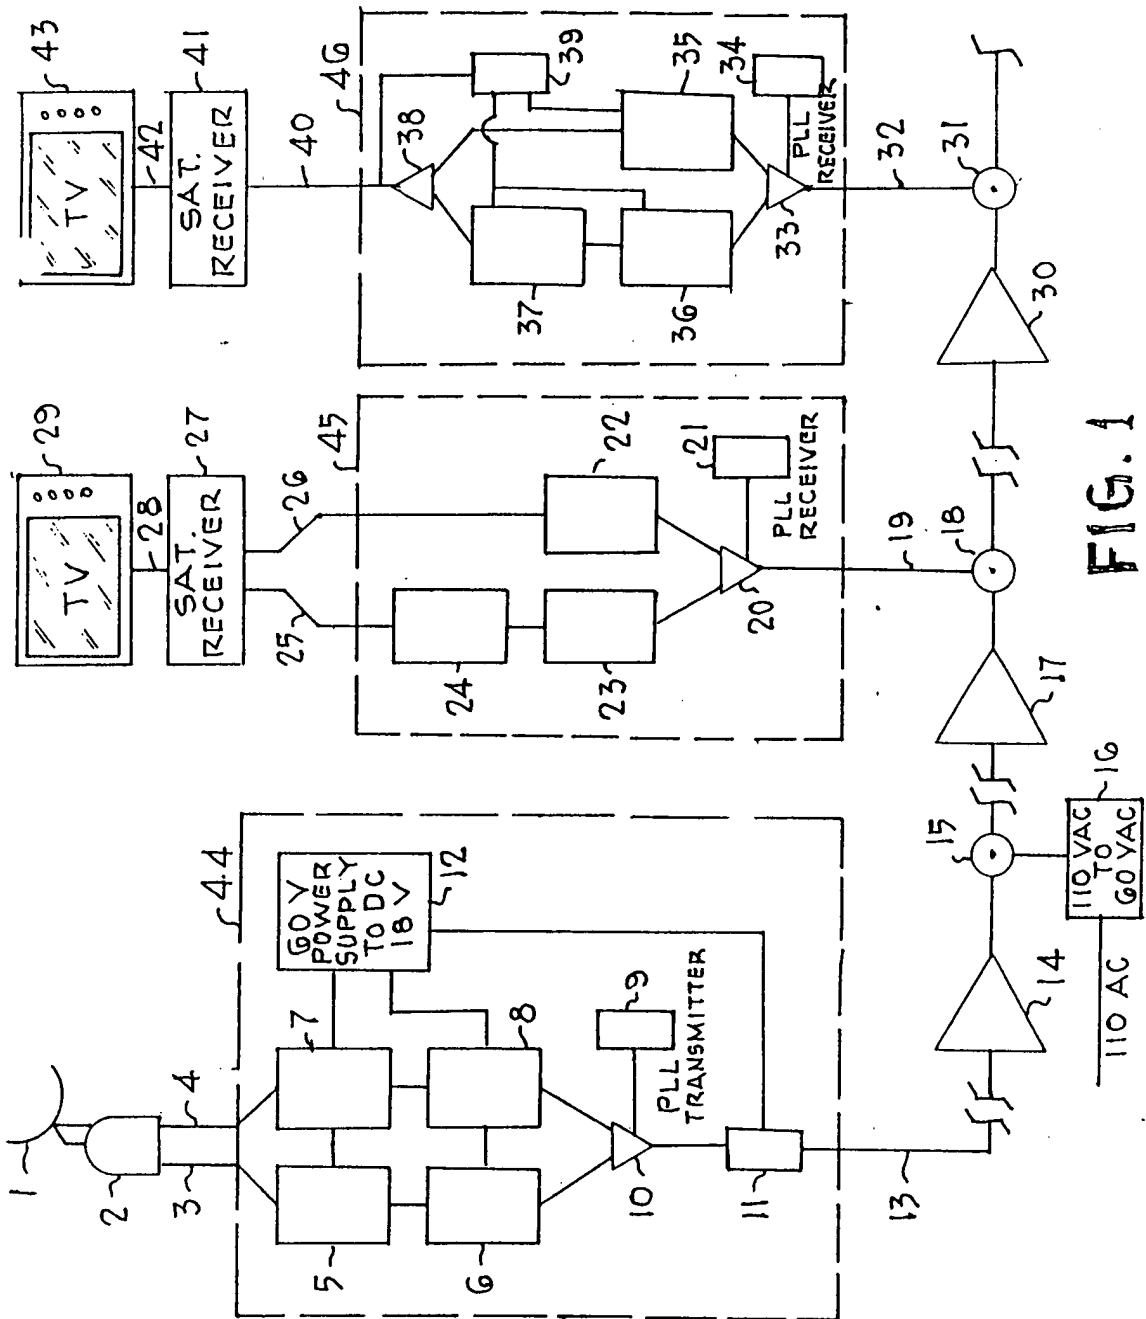 43
TV
42
41
SAT.
RECEIVER
40
46
38
39
37
35
36
34
33
PLL
RECEIVER
32
31
30
29
TV
28
27
SAT.
RECEIVER
26
25
45
24
22
23
21
20
PLL
RECEIVER
19
18
17
1
2
3
4
44
60 V
POWER
SUPPLY
TO DC
18 V
12
7
5
8
6
9
PLL
TRANSMITTER
10
11
13
14
15
110 VAC
TO
60 VAC
16
110 AC
FIG. 1